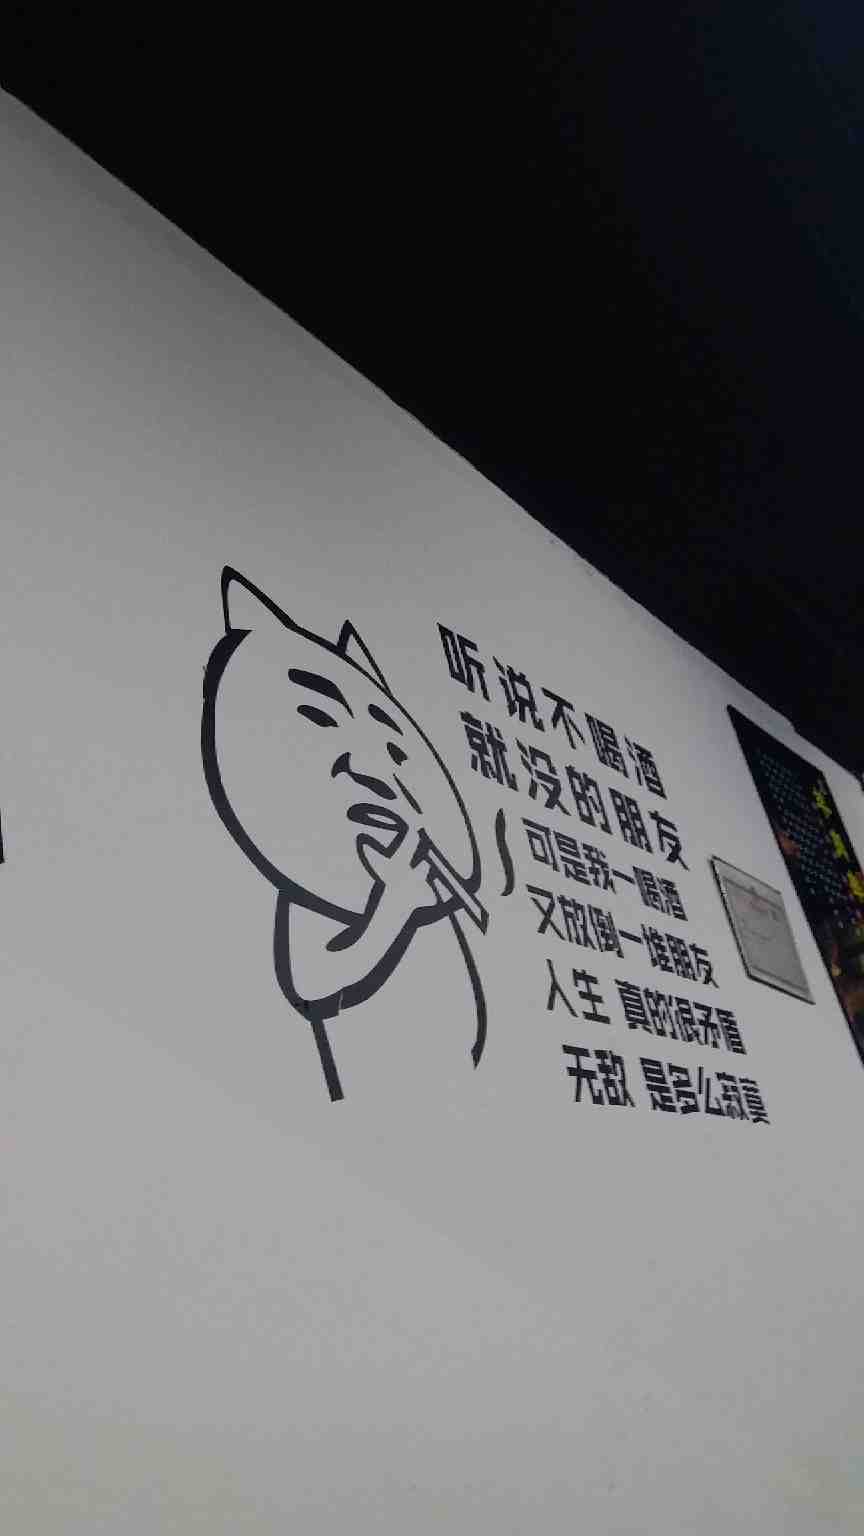 听说不喝酒
就没的朋友
可是我一喝酒
又放倒一堆朋友
人生 真的很矛盾
无敌 是多么寂寞